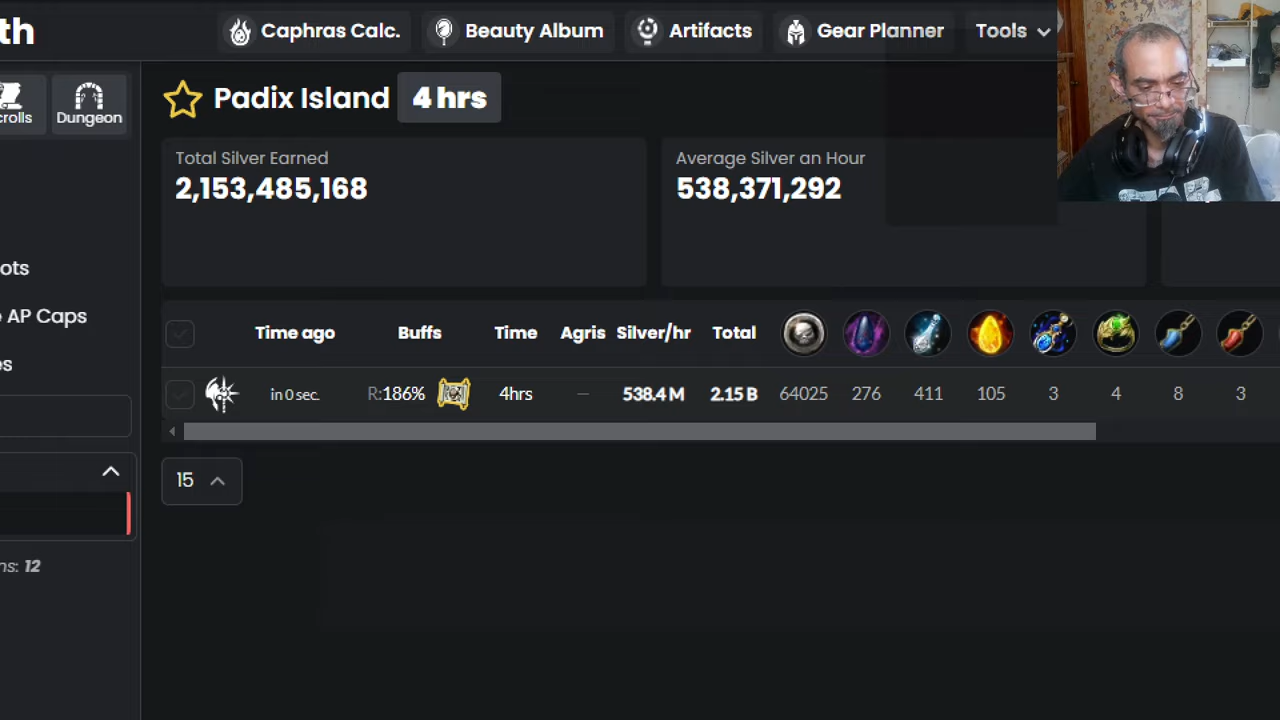 th
Caphras Calc.
Beauty Album
Artifacts
Gear Planner
Tools
crolls
Dungeon
Padix Island
4 hrs
Total Silver Earned
2,153,485,168
Average Silver an Hour
538,371,292
ots
AP Caps
es
Time ago Buffs Time Agris Silver/hr Total
in 0 sec. R:186% 4hrs — 538.4 M 2.15 B 64025 276 411 105 3 4 8 3
15
ns: 12